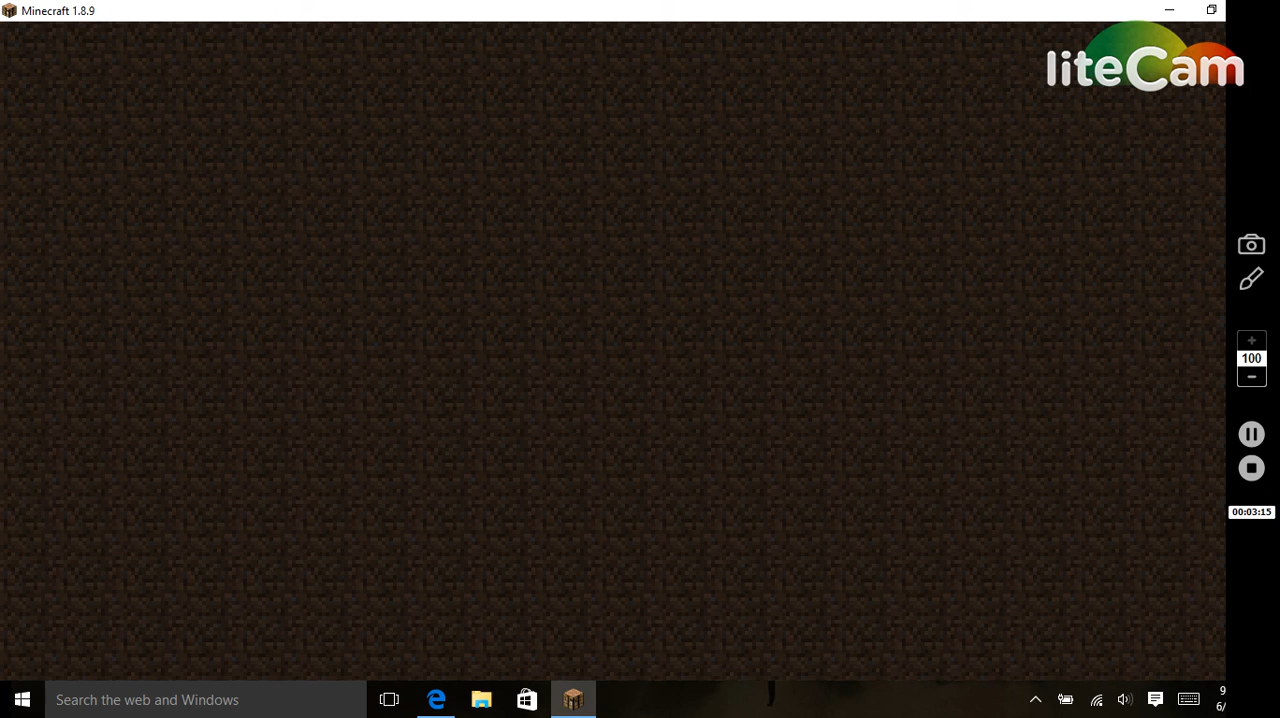 Minecraft 1.8.9
liteCam
100
00:03:15
Search the web and Windows
9
6/